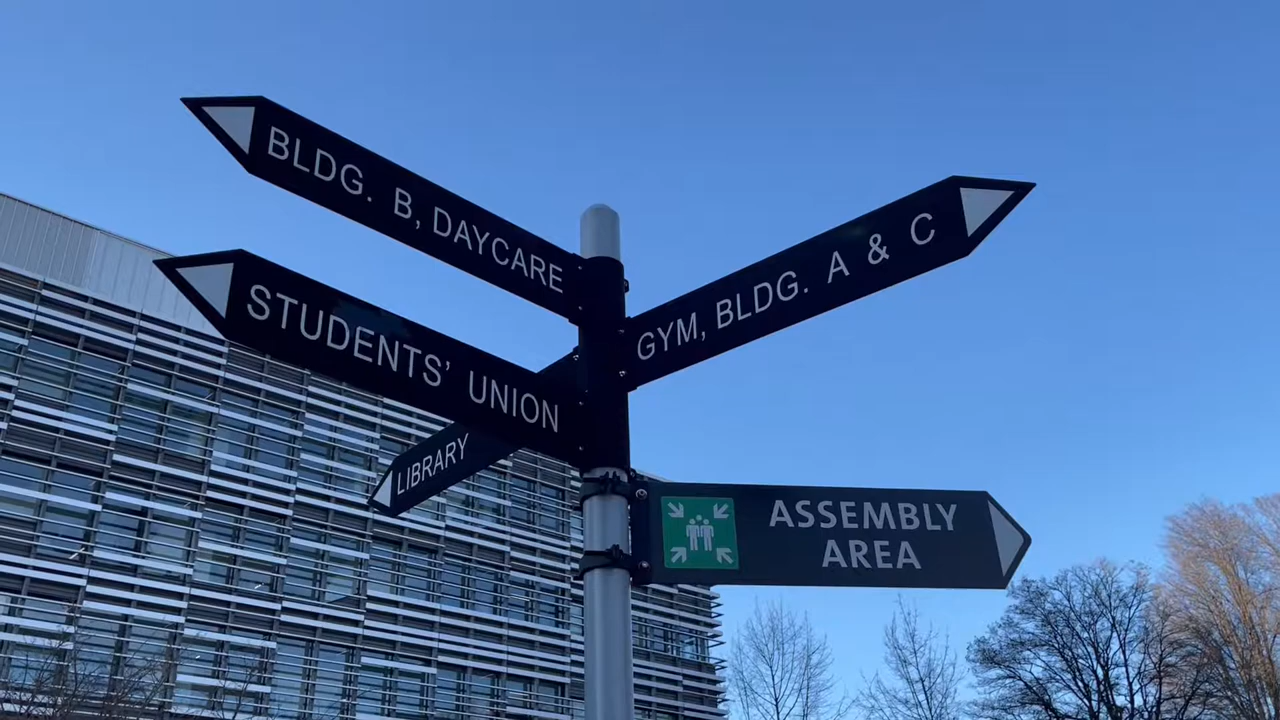 BLDG. B, DAYCARE
GYM, BLDG. A & C
STUDENTS' UNION
LIBRARY
ASSEMBLY
AREA